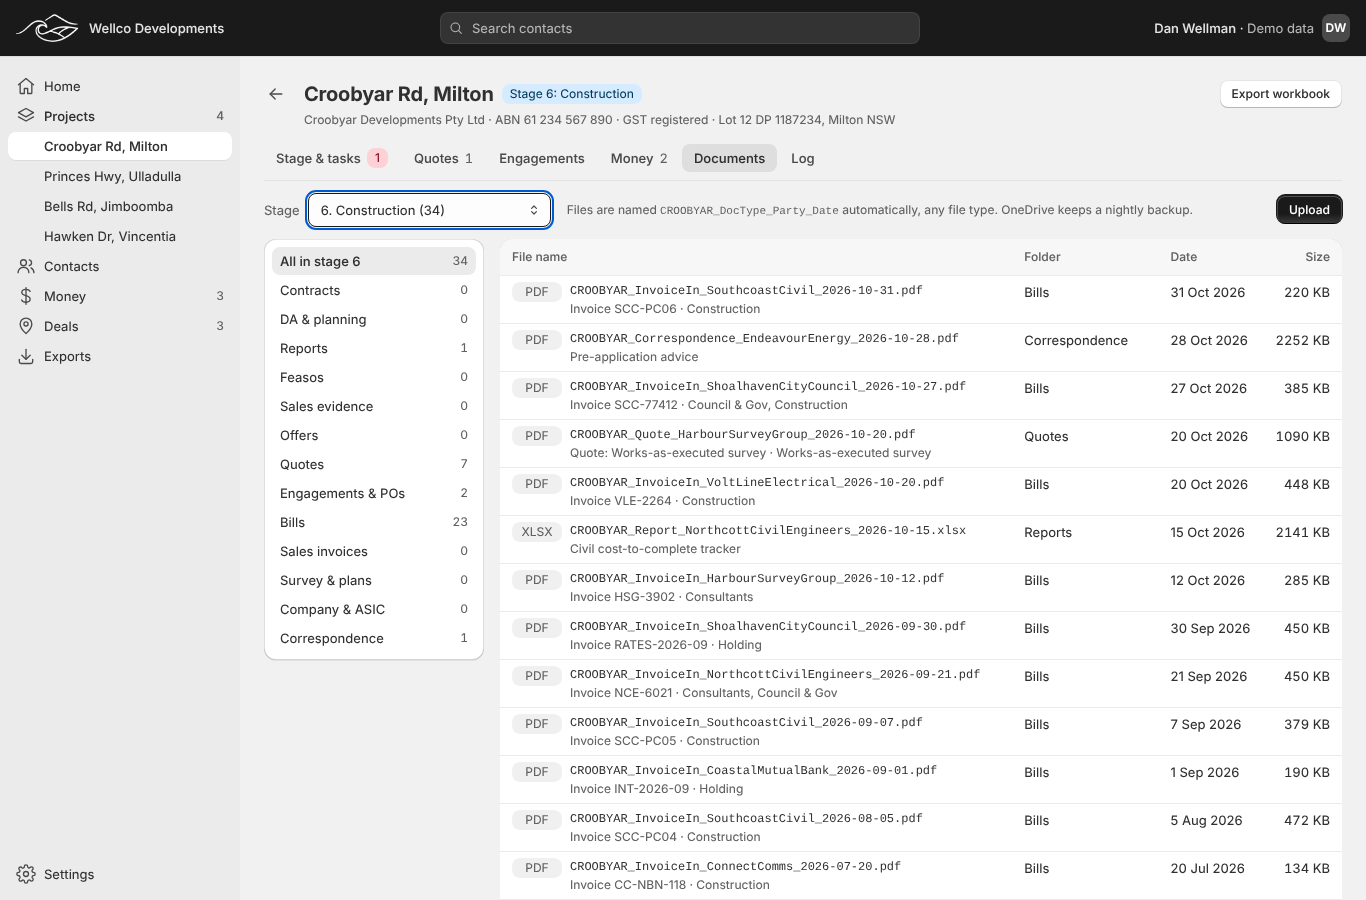 Wellco Developments
Search contacts
Dan Wellman · Demo data DW
Home
Projects 4
Croobyar Rd, Milton
Princes Hwy, Ulladulla
Bells Rd, Jimboomba
Hawken Dr, Vincentia
Contacts
Money 3
Deals 3
Exports
Settings
Croobyar Rd, Milton Stage 6: Construction
Export workbook
Croobyar Developments Pty Ltd · ABN 61 234 567 890 · GST registered · Lot 12 DP 1187234, Milton NSW
Stage & tasks 1 Quotes 1 Engagements Money 2 Documents Log
Stage 6. Construction (34) Files are named CROOBYAR_DocType_Party_Date automatically, any file type. OneDrive keeps a nightly backup. Upload
All in stage 6 34
Contracts 0
DA & planning 0
Reports 1
Feasos 0
Sales evidence 0
Offers 0
Quotes 7
Engagements & POs 2
Bills 23
Sales invoices 0
Survey & plans 0
Company & ASIC 0
Correspondence 1
File name Folder Date Size
PDF CROOBYAR_InvoiceIn_SouthcoastCivil_2026-10-31.pdf Bills 31 Oct 2026 220 KB
Invoice SCC-PC06 · Construction
PDF CROOBYAR_Correspondence_EndeavourEnergy_2026-10-28.pdf Correspondence 28 Oct 2026 2252 KB
Pre-application advice
PDF CROOBYAR_InvoiceIn_ShoalhavenCityCouncil_2026-10-27.pdf Bills 27 Oct 2026 385 KB
Invoice SCC-77412 · Council & Gov, Construction
PDF CROOBYAR_Quote_HarbourSurveyGroup_2026-10-20.pdf Quotes 20 Oct 2026 1090 KB
Quote: Works-as-executed survey · Works-as-executed survey
PDF CROOBYAR_InvoiceIn_VoltLineElectrical_2026-10-20.pdf Bills 20 Oct 2026 448 KB
Invoice VLE-2264 · Construction
XLSX CROOBYAR_Report_NorthcottCivilEngineers_2026-10-15.xlsx Reports 15 Oct 2026 2141 KB
Civil cost-to-complete tracker
PDF CROOBYAR_InvoiceIn_HarbourSurveyGroup_2026-10-12.pdf Bills 12 Oct 2026 285 KB
Invoice HSG-3902 · Consultants
PDF CROOBYAR_InvoiceIn_ShoalhavenCityCouncil_2026-09-30.pdf Bills 30 Sep 2026 450 KB
Invoice RATES-2026-09 · Holding
PDF CROOBYAR_InvoiceIn_NorthcottCivilEngineers_2026-09-21.pdf Bills 21 Sep 2026 450 KB
Invoice NCE-6021 · Consultants, Council & Gov
PDF CROOBYAR_InvoiceIn_SouthcoastCivil_2026-09-07.pdf Bills 7 Sep 2026 379 KB
Invoice SCC-PC05 · Construction
PDF CROOBYAR_InvoiceIn_CoastalMutualBank_2026-09-01.pdf Bills 1 Sep 2026 190 KB
Invoice INT-2026-09 · Holding
PDF CROOBYAR_InvoiceIn_SouthcoastCivil_2026-08-05.pdf Bills 5 Aug 2026 472 KB
Invoice SCC-PC04 · Construction
PDF CROOBYAR_InvoiceIn_ConnectComms_2026-07-20.pdf Bills 20 Jul 2026 134 KB
Invoice CC-NBN-118 · Construction